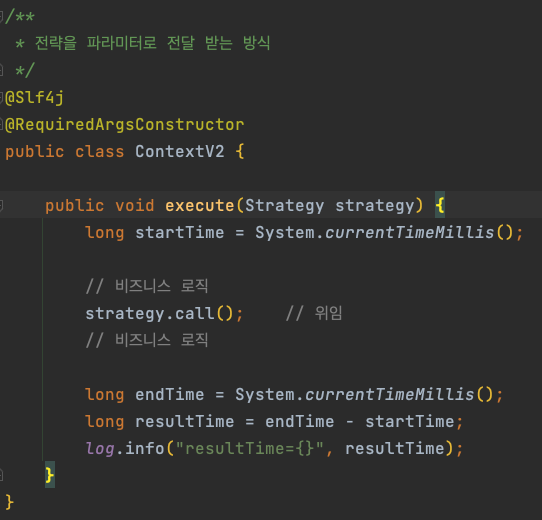 /**
 * 전략을 파라미터로 전달 받는 방식
 */
@Slf4j
@RequiredArgsConstructor
public class ContextV2 {
    public void execute(Strategy strategy) {
        long startTime = System.currentTimeMillis();
        // 비즈니스 로직
        strategy.call();    // 위임
        // 비즈니스 로직
        long endTime = System.currentTimeMillis();
        long resultTime = endTime - startTime;
        log.info("resultTime={}", resultTime);
    }
}